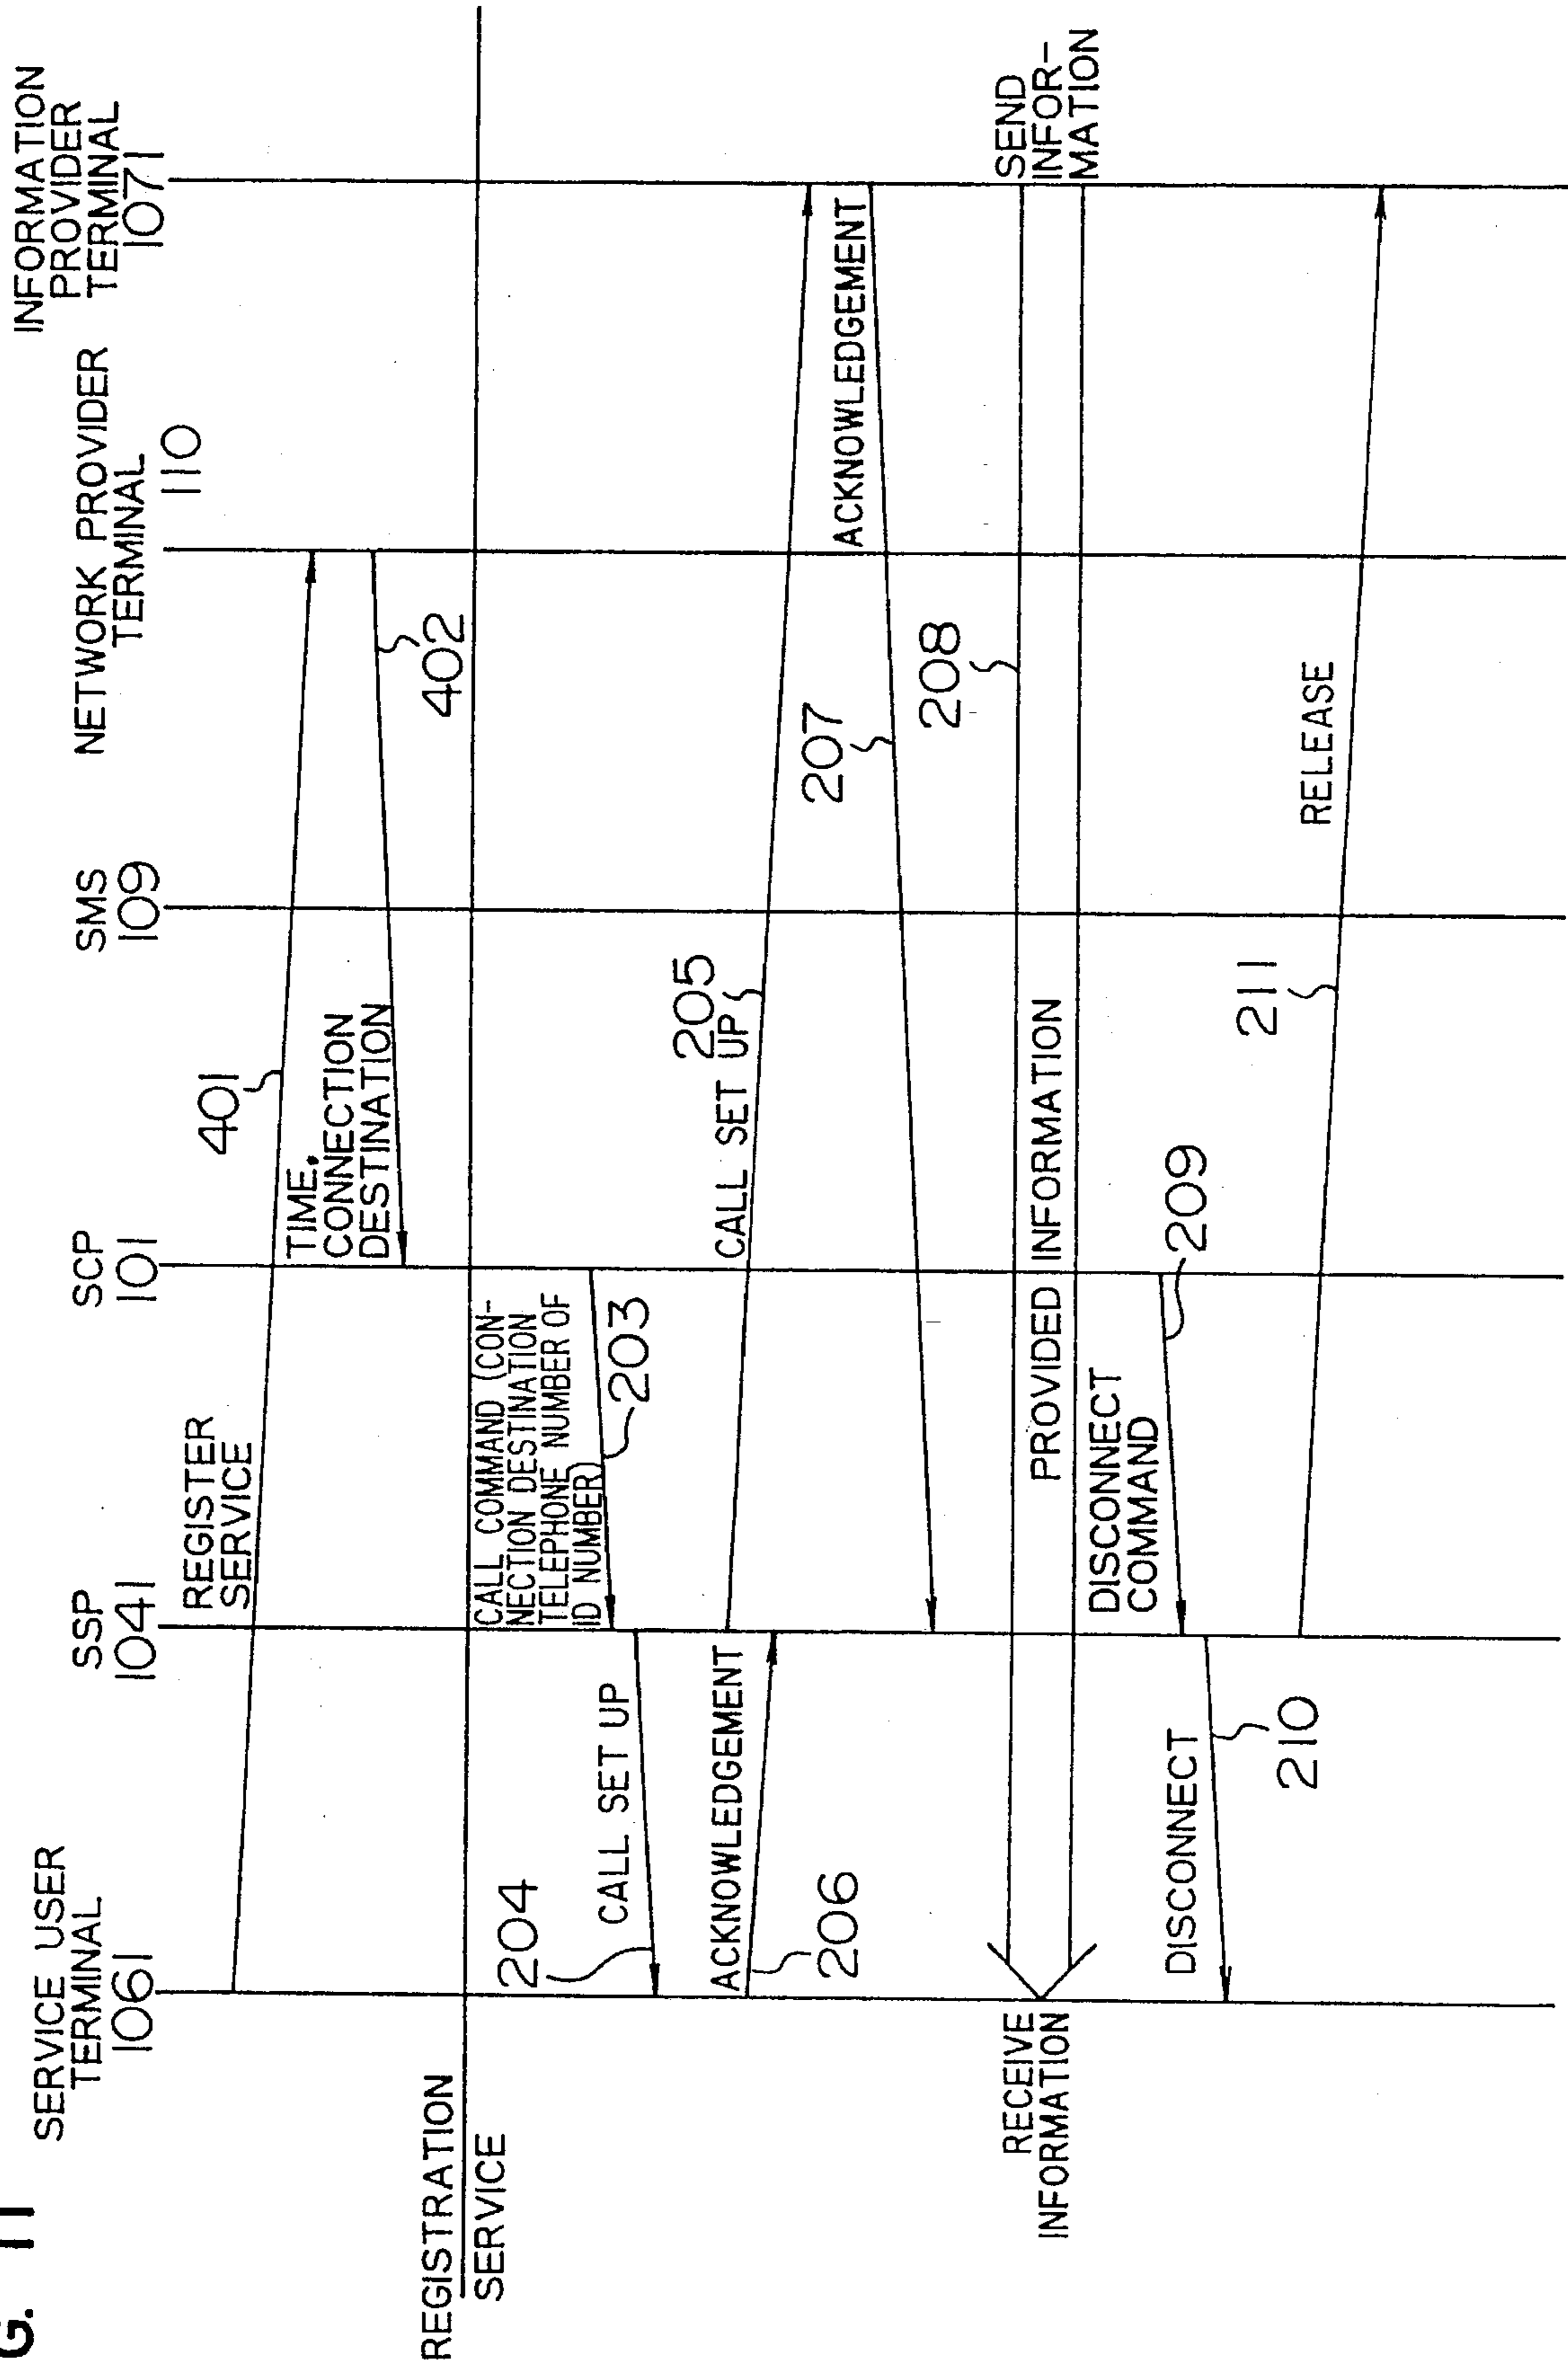 G. 11
SERVICE USER
TERMINAL
1061
SSP
1041
SCP
101
SMS
109
NETWORK PROVIDER
TERMINAL
110
INFORMATION
PROVIDER
TERMINAL
1071
REGISTER
SERVICE
401
TIME,
CONNECTION
DESTINATION
402
REGISTRATION
SERVICE
CALL COMMAND (CON-
NECTION DESTINATION
TELEPHONE NUMBER OF
ID NUMBER)
203
204
CALL SET UP
205
CALL SET UP
ACKNOWLEDGEMENT
206
ACKNOWLEDGEMENT
207
208
SEND
INFOR-
MATION
RECEIVE
INFORMATION
PROVIDED INFORMATION
DISCONNECT
COMMAND
209
DISCONNECT
210
211
RELEASE